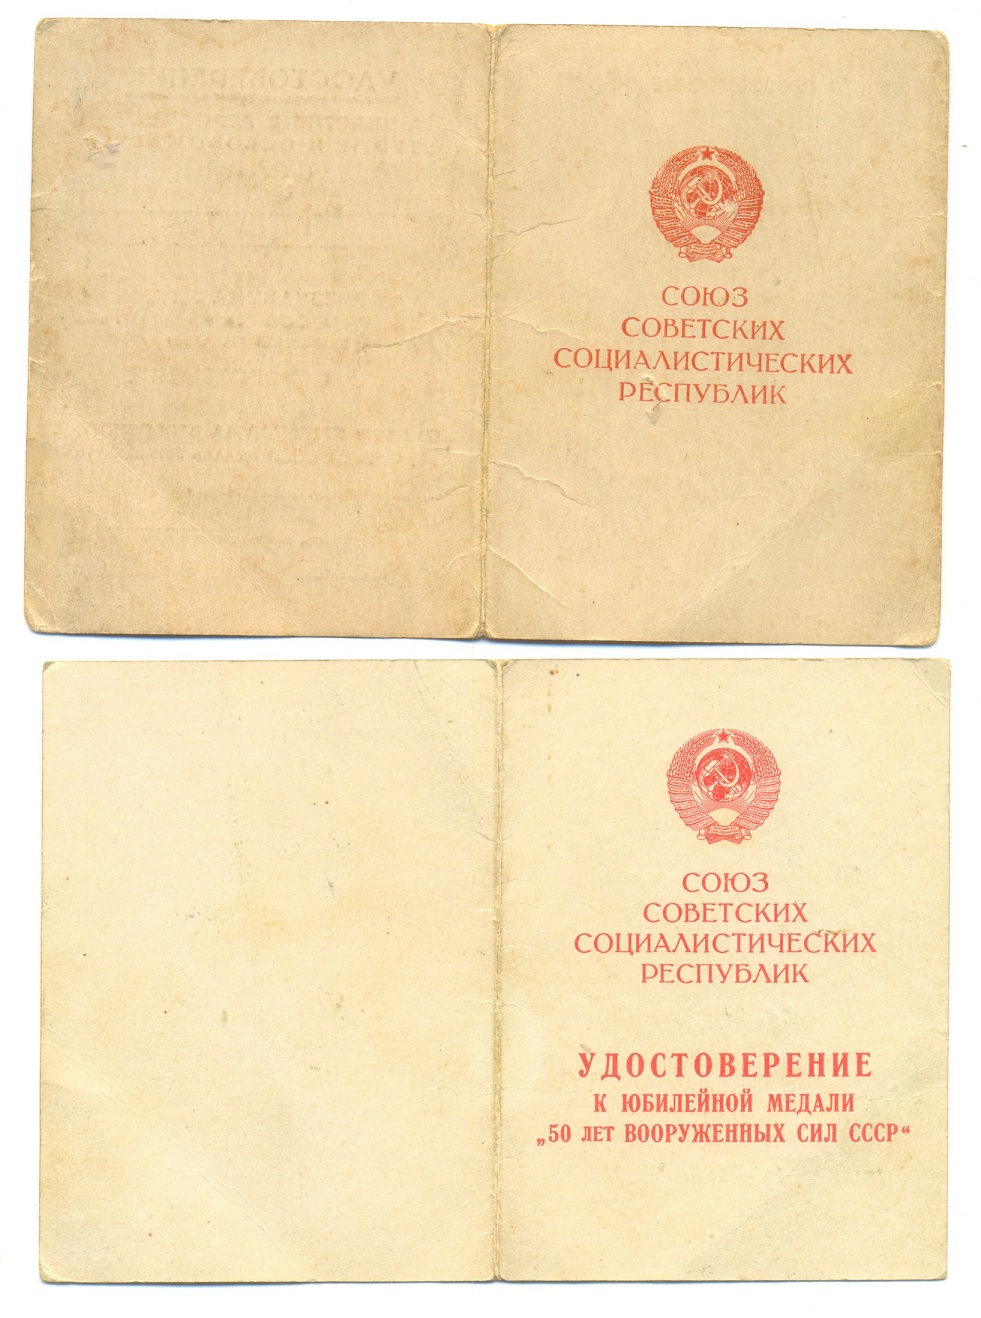 СОЮЗ
СОВЕТСКИХ
СОЦИАЛИСТИЧЕСКИХ
РЕСПУБЛИК
СОЮЗ
СОВЕТСКИХ
СОЦИАЛИСТИЧЕСКИХ
РЕСПУБЛИК
УДОСТОВЕРЕНИЕ
К ЮБИЛЕЙНОЙ МЕДАЛИ
„50 лет ВООРУЖЕННЫХ СИЛ СССР“